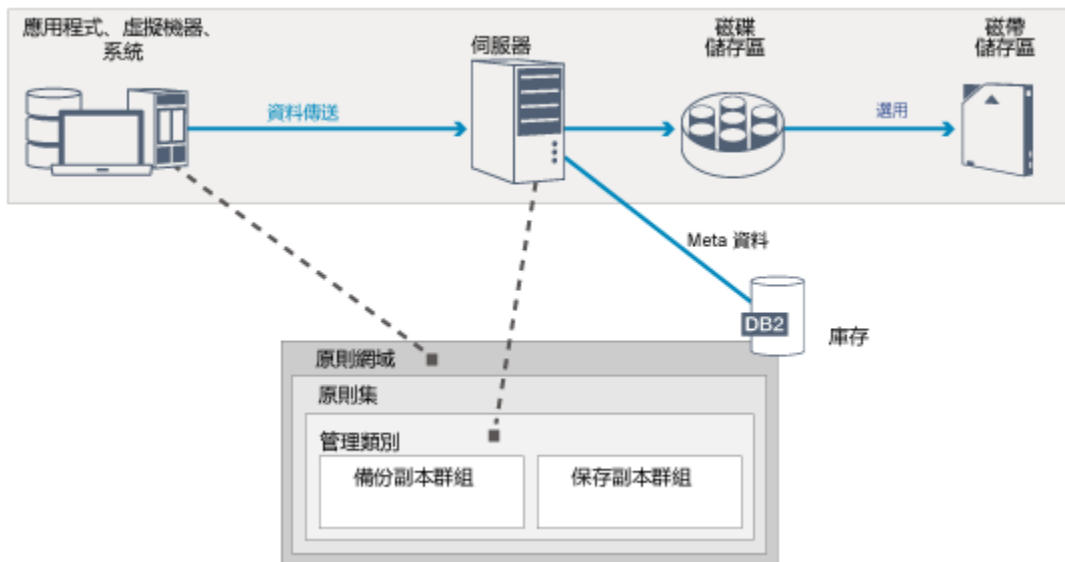 應用程式、虛擬機器、
系統
伺服器
磁碟
儲存區
磁帶
儲存區
資料傳送
選用
Meta 資料
DB2
庫存
原則網域
原則集
管理類別
備份副本群組
保存副本群組